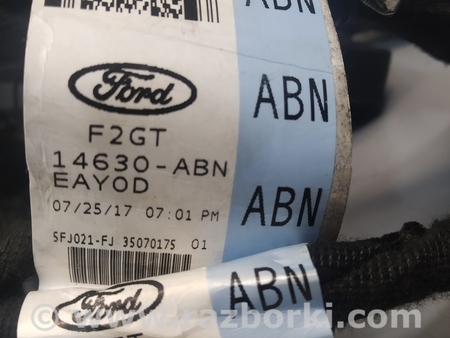 ABN
Ford
F2GT
ABN
14630-ABN
EAYOD
07/25/17 07:01 PM
ABN
SFJ021-FJ 35070175 01
ABN
Ford
© www.razborki.com